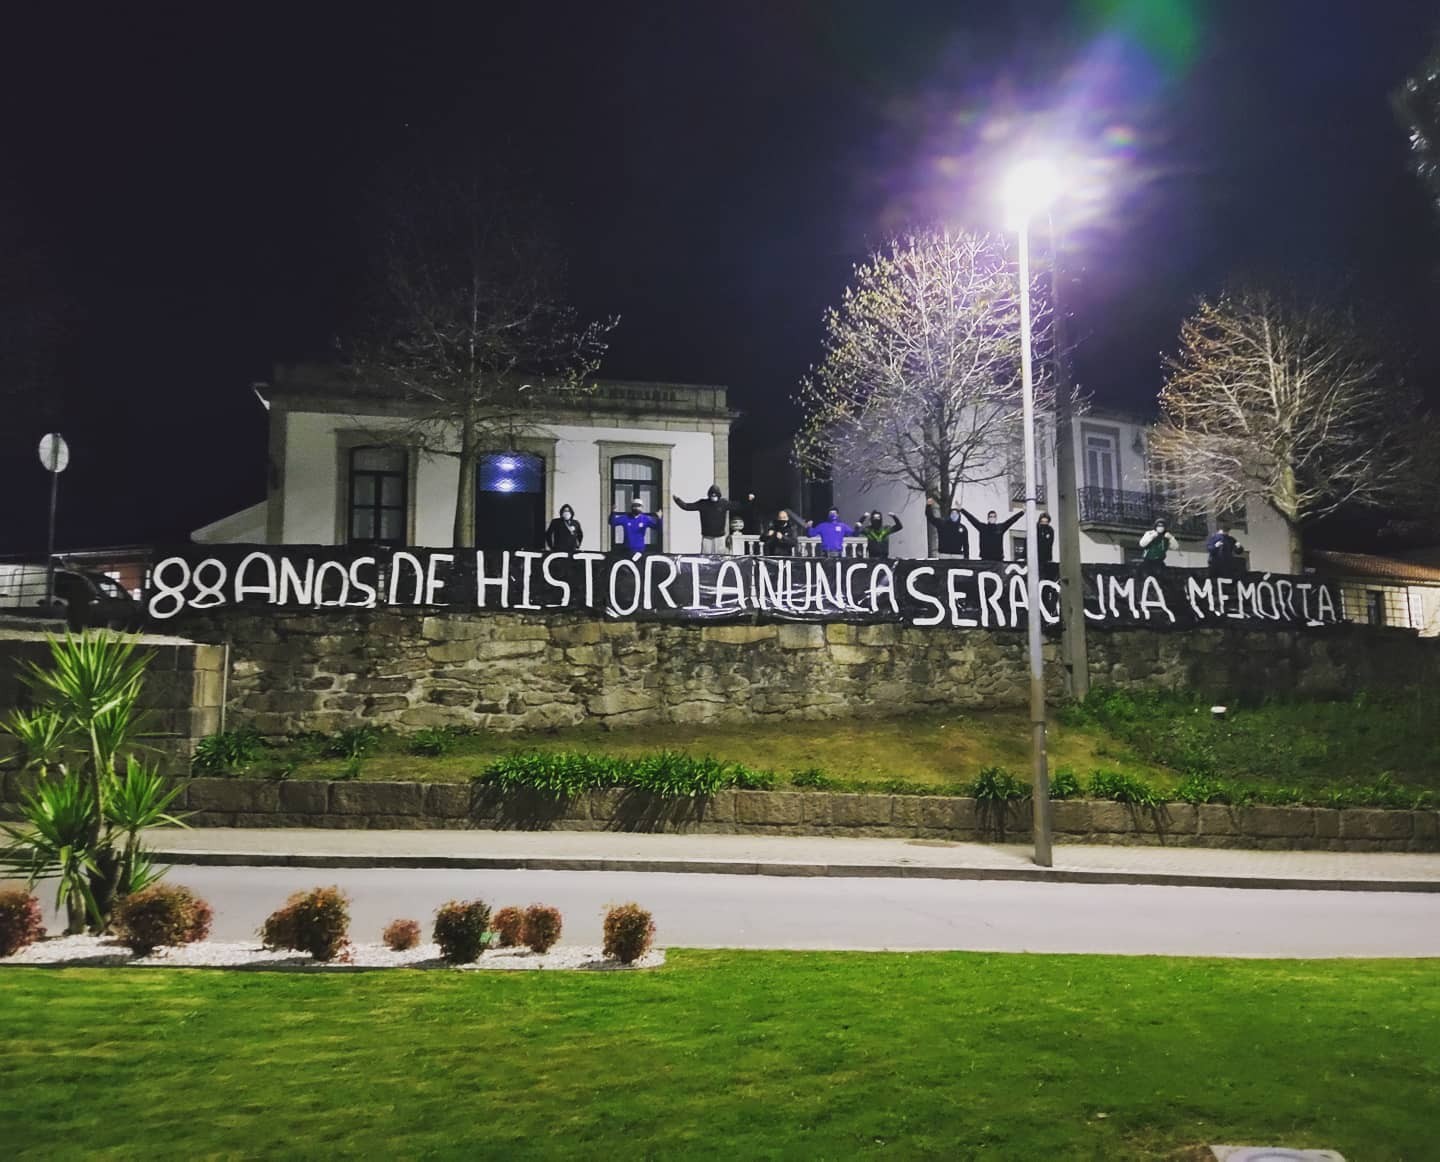 88 ANOS DE HISTÓRIA NUNCA SERÃO UMA MEMÓRIA